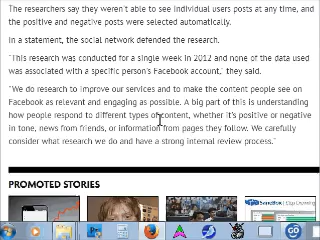 The researchers say they weren't able to see individual users posts at any time, and
the positive and negative posts were selected automatically.
In a statement, the social network defended the research.
"This research was conducted for a single week in 2012 and none of the data used
was associated with a specific person's Facebook account," they said.
"We do research to improve our services and to make the content people see on
Facebook as relevant and engaging as possible. A big part of this is understanding
how people respond to different types of content, whether it's positive or negative
in tone, news from friends, or information from pages they follow. We carefully
consider what research we do and have a strong internal review process."
PROMOTED STORIES
SandBox
GO